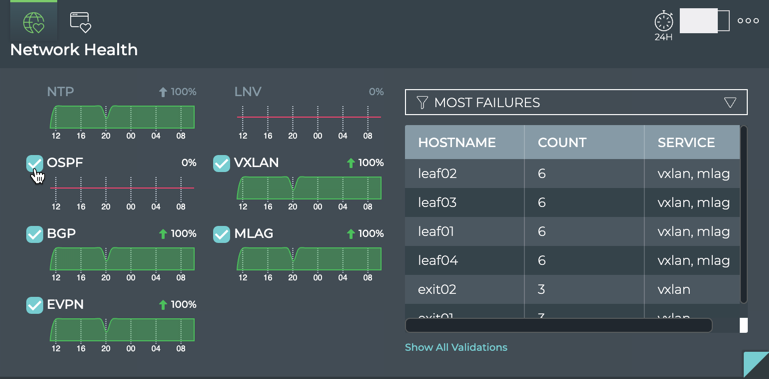 24H
Network Health
NTP 100%
12 16 20 00 04 08
LNV 0%
12 16 20 00 04 08
OSPF 0%
12 16 20 00 04 08
VXLAN 100%
12 16 20 00 04 08
BGP 100%
12 16 20 00 04 08
MLAG 100%
12 16 20 00 04 08
EVPN 100%
12 16 20 00 04 08
MOST FAILURES
HOSTNAME COUNT SERVICE
leaf02 6 vxlan, mlag
leaf03 6 vxlan, mlag
leaf01 6 vxlan, mlag
leaf04 6 vxlan, mlag
exit02 3 vxlan
exit01 3 vxlan
Show All Validations